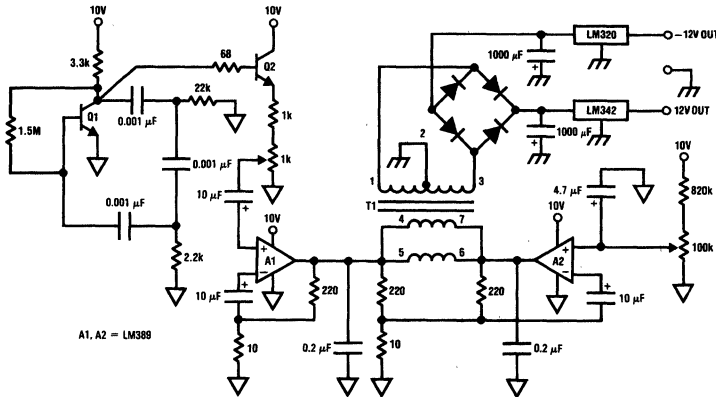 10V
3.3k
1.5M
Q1
0.001 µF
22k
0.001 µF
0.001 µF
2.2k
68
10V
Q2
1k
1k
10 µF
+
10V
+
A1
−
10 µF
+
220
10
0.2 µF
A1, A2 = LM389
1000 µF
+
LM320
−12V OUT
LM342
12V OUT
1000 µF
+
2
1
3
T1
4
7
5
6
220
220
10
0.2 µF
10V
+
A2
−
4.7 µF
+
10V
820k
100k
+
10 µF